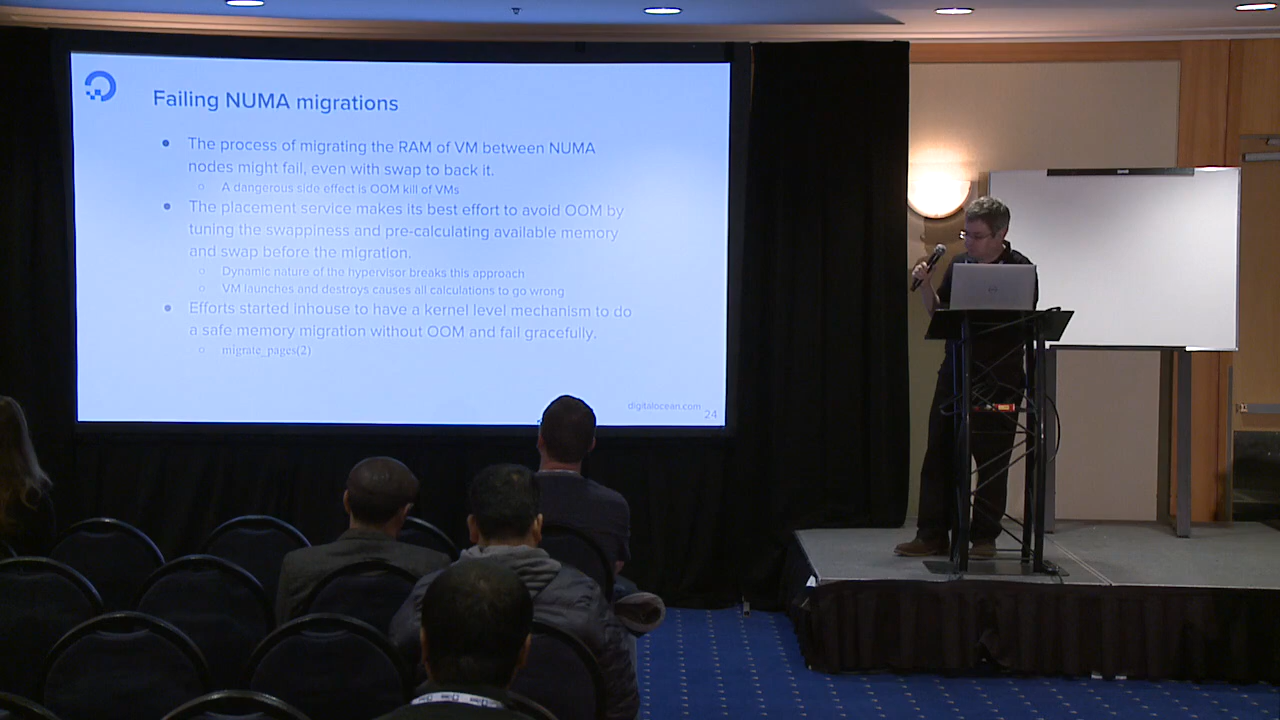 Failing NUMA migrations
● The process of migrating the RAM of VM between NUMA
nodes might fail, even with swap to back it.
○ A dangerous side effect is OOM kill of VMs
● The placement service makes its best effort to avoid OOM by
tuning the swappiness and pre-calculating available memory
and swap before the migration.
○ Dynamic nature of the hypervisor breaks this approach
○ VM launches and destroys causes all calculations to go wrong
● Efforts started inhouse to have a kernel level mechanism to do
a safe memory migration without OOM and fail gracefully.
○ migrate_pages(2)
digitalocean.com
24